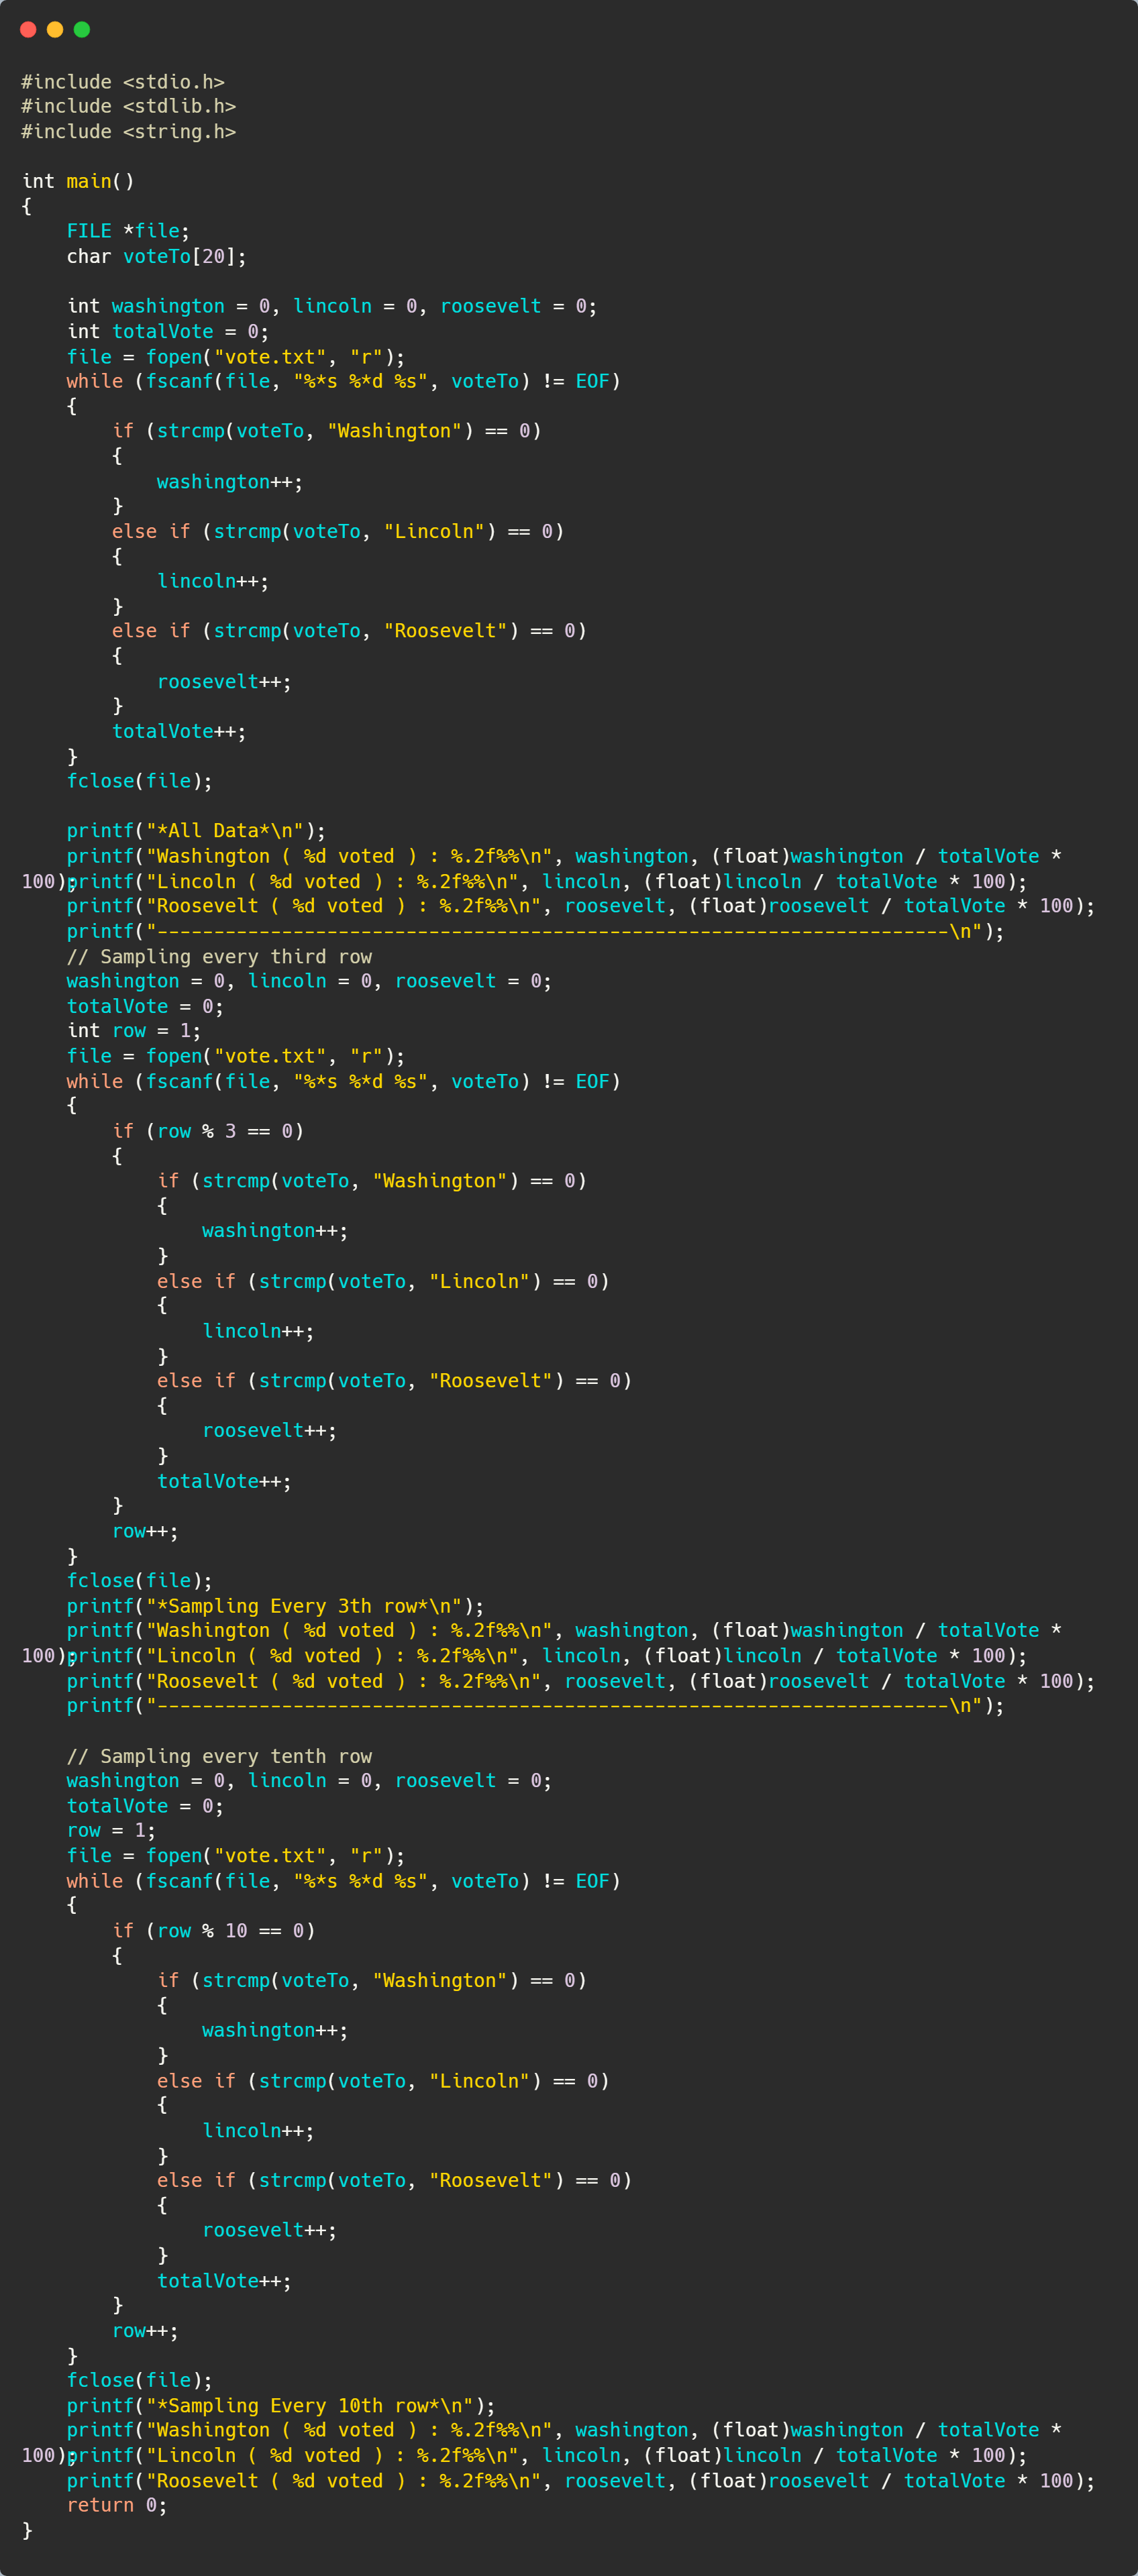 #include <stdio.h>
#include <stdlib.h>
#include <string.h>

int main()
{
    FILE *file;
    char voteTo[20];

    int washington = 0, lincoln = 0, roosevelt = 0;
    int totalVote = 0;
    file = fopen("vote.txt", "r");
    while (fscanf(file, "%*s %*d %s", voteTo) != EOF)
    {
        if (strcmp(voteTo, "Washington") == 0)
        {
            washington++;
        }
        else if (strcmp(voteTo, "Lincoln") == 0)
        {
            lincoln++;
        }
        else if (strcmp(voteTo, "Roosevelt") == 0)
        {
            roosevelt++;
        }
        totalVote++;
    }
    fclose(file);

    printf("*All Data*\n");
    printf("Washington ( %d voted ) : %.2f%%\n", washington, (float)washington / totalVote *
100);
    printf("Lincoln ( %d voted ) : %.2f%%\n", lincoln, (float)lincoln / totalVote * 100);
    printf("Roosevelt ( %d voted ) : %.2f%%\n", roosevelt, (float)roosevelt / totalVote * 100);
    printf("----------------------------------------------------------------------\n");
    // Sampling every third row
    washington = 0, lincoln = 0, roosevelt = 0;
    totalVote = 0;
    int row = 1;
    file = fopen("vote.txt", "r");
    while (fscanf(file, "%*s %*d %s", voteTo) != EOF)
    {
        if (row % 3 == 0)
        {
            if (strcmp(voteTo, "Washington") == 0)
            {
                washington++;
            }
            else if (strcmp(voteTo, "Lincoln") == 0)
            {
                lincoln++;
            }
            else if (strcmp(voteTo, "Roosevelt") == 0)
            {
                roosevelt++;
            }
            totalVote++;
        }
        row++;
    }
    fclose(file);
    printf("*Sampling Every 3th row*\n");
    printf("Washington ( %d voted ) : %.2f%%\n", washington, (float)washington / totalVote *
100);
    printf("Lincoln ( %d voted ) : %.2f%%\n", lincoln, (float)lincoln / totalVote * 100);
    printf("Roosevelt ( %d voted ) : %.2f%%\n", roosevelt, (float)roosevelt / totalVote * 100);
    printf("----------------------------------------------------------------------\n");

    // Sampling every tenth row
    washington = 0, lincoln = 0, roosevelt = 0;
    totalVote = 0;
    row = 1;
    file = fopen("vote.txt", "r");
    while (fscanf(file, "%*s %*d %s", voteTo) != EOF)
    {
        if (row % 10 == 0)
        {
            if (strcmp(voteTo, "Washington") == 0)
            {
                washington++;
            }
            else if (strcmp(voteTo, "Lincoln") == 0)
            {
                lincoln++;
            }
            else if (strcmp(voteTo, "Roosevelt") == 0)
            {
                roosevelt++;
            }
            totalVote++;
        }
        row++;
    }
    fclose(file);
    printf("*Sampling Every 10th row*\n");
    printf("Washington ( %d voted ) : %.2f%%\n", washington, (float)washington / totalVote *
100);
    printf("Lincoln ( %d voted ) : %.2f%%\n", lincoln, (float)lincoln / totalVote * 100);
    printf("Roosevelt ( %d voted ) : %.2f%%\n", roosevelt, (float)roosevelt / totalVote * 100);
    return 0;
}